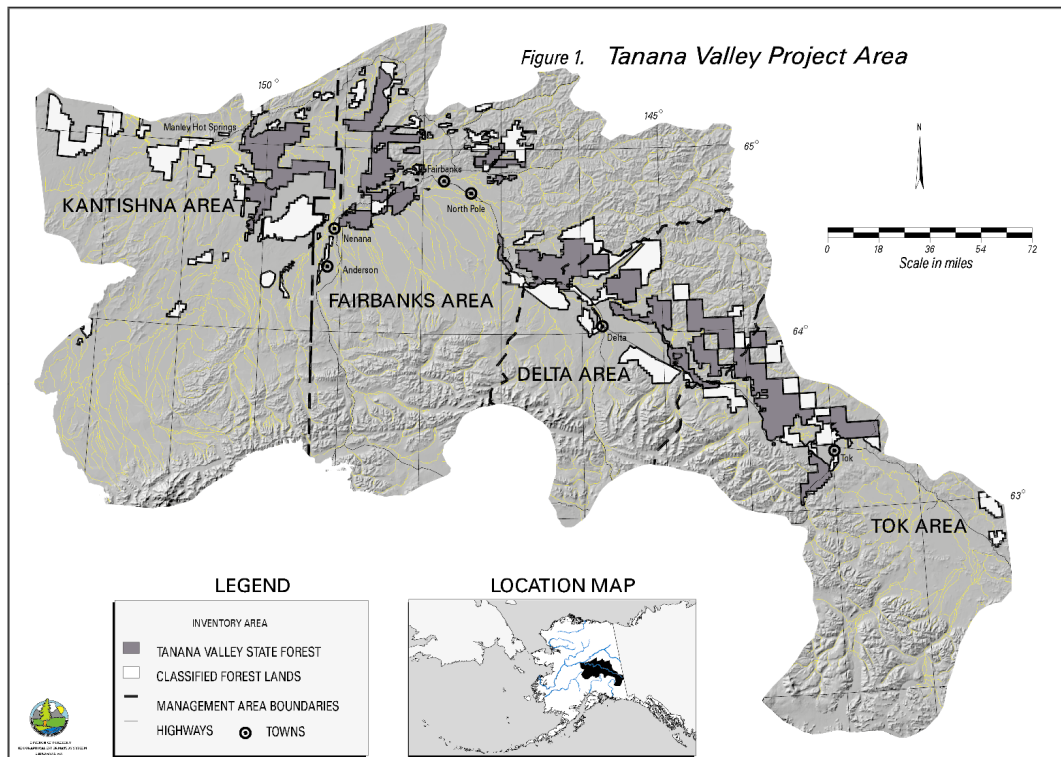 Figure 1. Tanana Valley Project Area
150°
145°
65°
N
Manley Hot Springs
Fairbanks
North Pole
KANTISHNA AREA
Nenana
Anderson
FAIRBANKS AREA
0 18 36 54 72
Scale in miles
64°
Delta
DELTA AREA
Tok
63°
TOK AREA
LEGEND
INVENTORY AREA
TANANA VALLEY STATE FOREST
CLASSIFIED FOREST LANDS
MANAGEMENT AREA BOUNDARIES
HIGHWAYS
TOWNS
LOCATION MAP